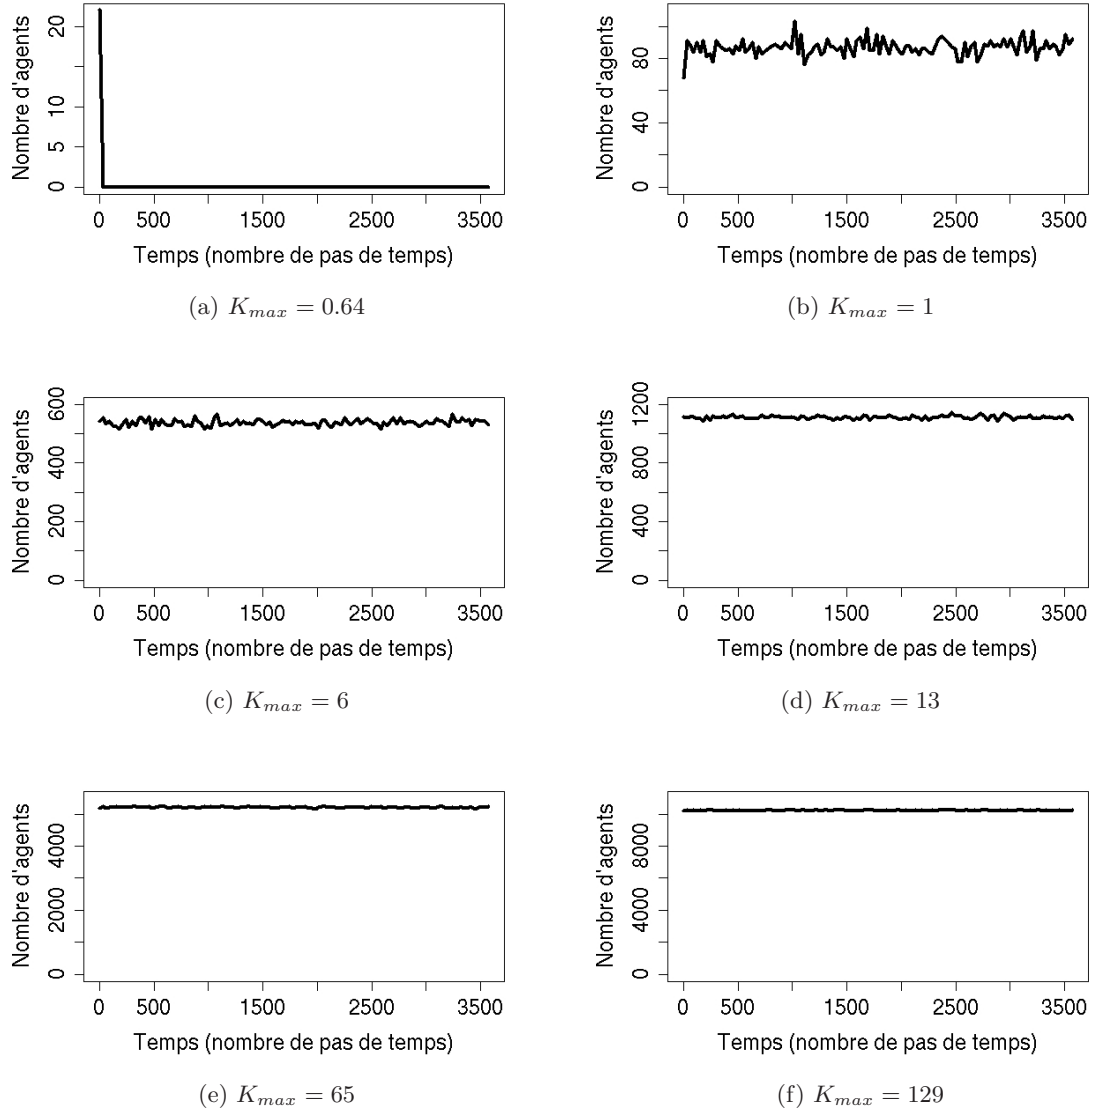 Nombre d'agents
20
10
5
0
0 500 1500 2500 3500
Temps (nombre de pas de temps)
(a) K_max = 0.64
Nombre d'agents
80
40
0
0 500 1500 2500 3500
Temps (nombre de pas de temps)
(b) K_max = 1
Nombre d'agents
600
400
200
0
0 500 1500 2500 3500
Temps (nombre de pas de temps)
(c) K_max = 6
Nombre d'agents
1200
800
400
0
0 500 1500 2500 3500
Temps (nombre de pas de temps)
(d) K_max = 13
Nombre d'agents
4000
2000
0
0 500 1500 2500 3500
Temps (nombre de pas de temps)
(e) K_max = 65
Nombre d'agents
8000
4000
0
0 500 1500 2500 3500
Temps (nombre de pas de temps)
(f) K_max = 129